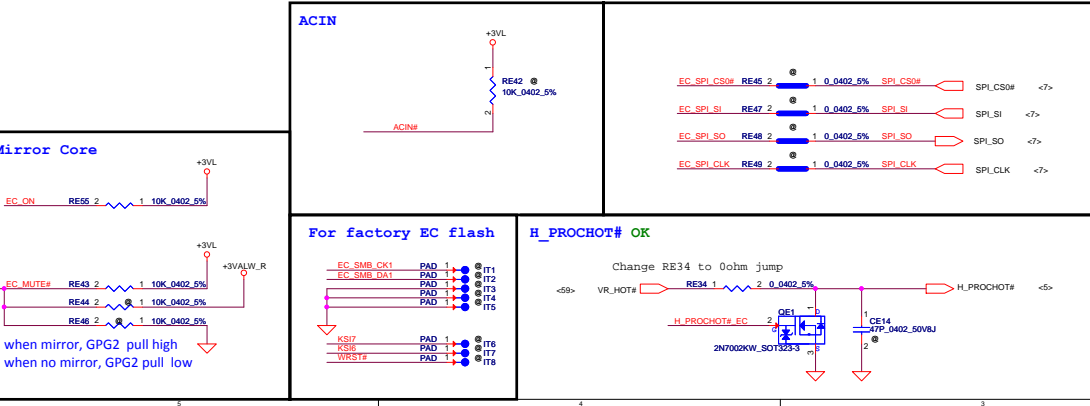 ACIN
+3VL
1
RE42 @
10K_0402_5%
2
ACIN#
@
EC_SPI_CS0# RE45 2 1 0_0402_5% SPI_CS0# SPI_CS0# <7>
@
EC_SPI_SI RE47 2 1 0_0402_5% SPI_SI SPI_SI <7>
@
EC_SPI_SO RE48 2 1 0_0402_5% SPI_SO SPI_SO <7>
@
EC_SPI_CLK RE49 2 1 0_0402_5% SPI_CLK SPI_CLK <7>
Mirror Core
+3VL
EC_ON RE55 2 1 10K_0402_5%
+3VL
+3VALW_R
EC_MUTE# RE43 2 1 10K_0402_5%
RE44 2 @ 1 10K_0402_5%
RE46 2 @ 1 10K_0402_5%
when mirror, GPG2 pull high
when no mirror, GPG2 pull low
For factory EC flash
EC_SMB_CK1 PAD 1 @ IT1
EC_SMB_DA1 PAD 1 @ IT2
PAD 1 @ IT3
PAD 1 @ IT4
PAD 1 @ IT5
KSI7 PAD 1 @ IT6
KSI6 PAD 1 @ IT7
WRST# PAD 1 @ IT8
H_PROCHOT# OK
Change RE34 to 0ohm jump
<59> VR_HOT# RE34 1 2 0_0402_5% H_PROCHOT# <5>
H_PROCHOT#_EC 2 G
QE1
1 D
S 3
2N7002KW_SOT323-3
1
CE14
47P_0402_50V8J
2 @
5
4
3